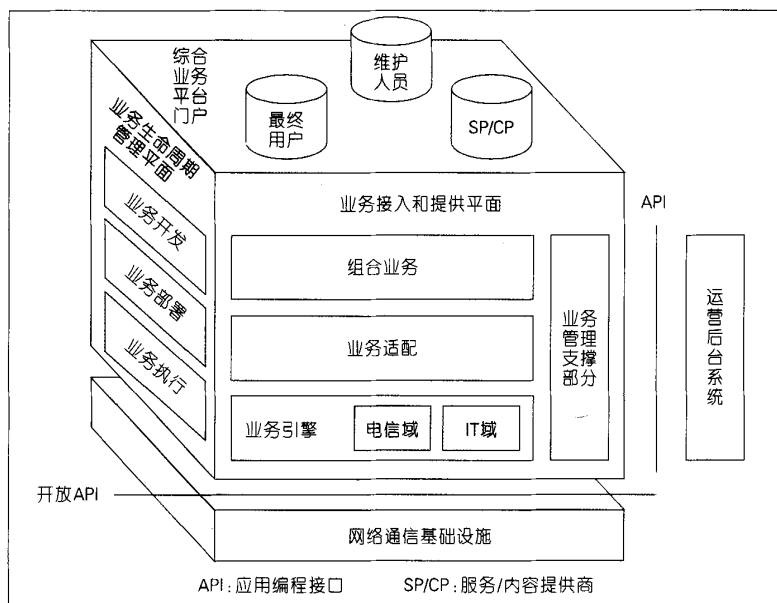 综合
业务
平台
门户
维护
人员
最终
用户
SP/CP
业务生命周期
管理平面
业务开发
业务部署
业务执行
业务接入和提供平面
组合业务
业务适配
业务引擎
电信域
IT域
业务
管理
支撑
部分
API
运营后台系统
开放API
网络通信基础设施
API:应用编程接口
SP/CP:服务/内容提供商